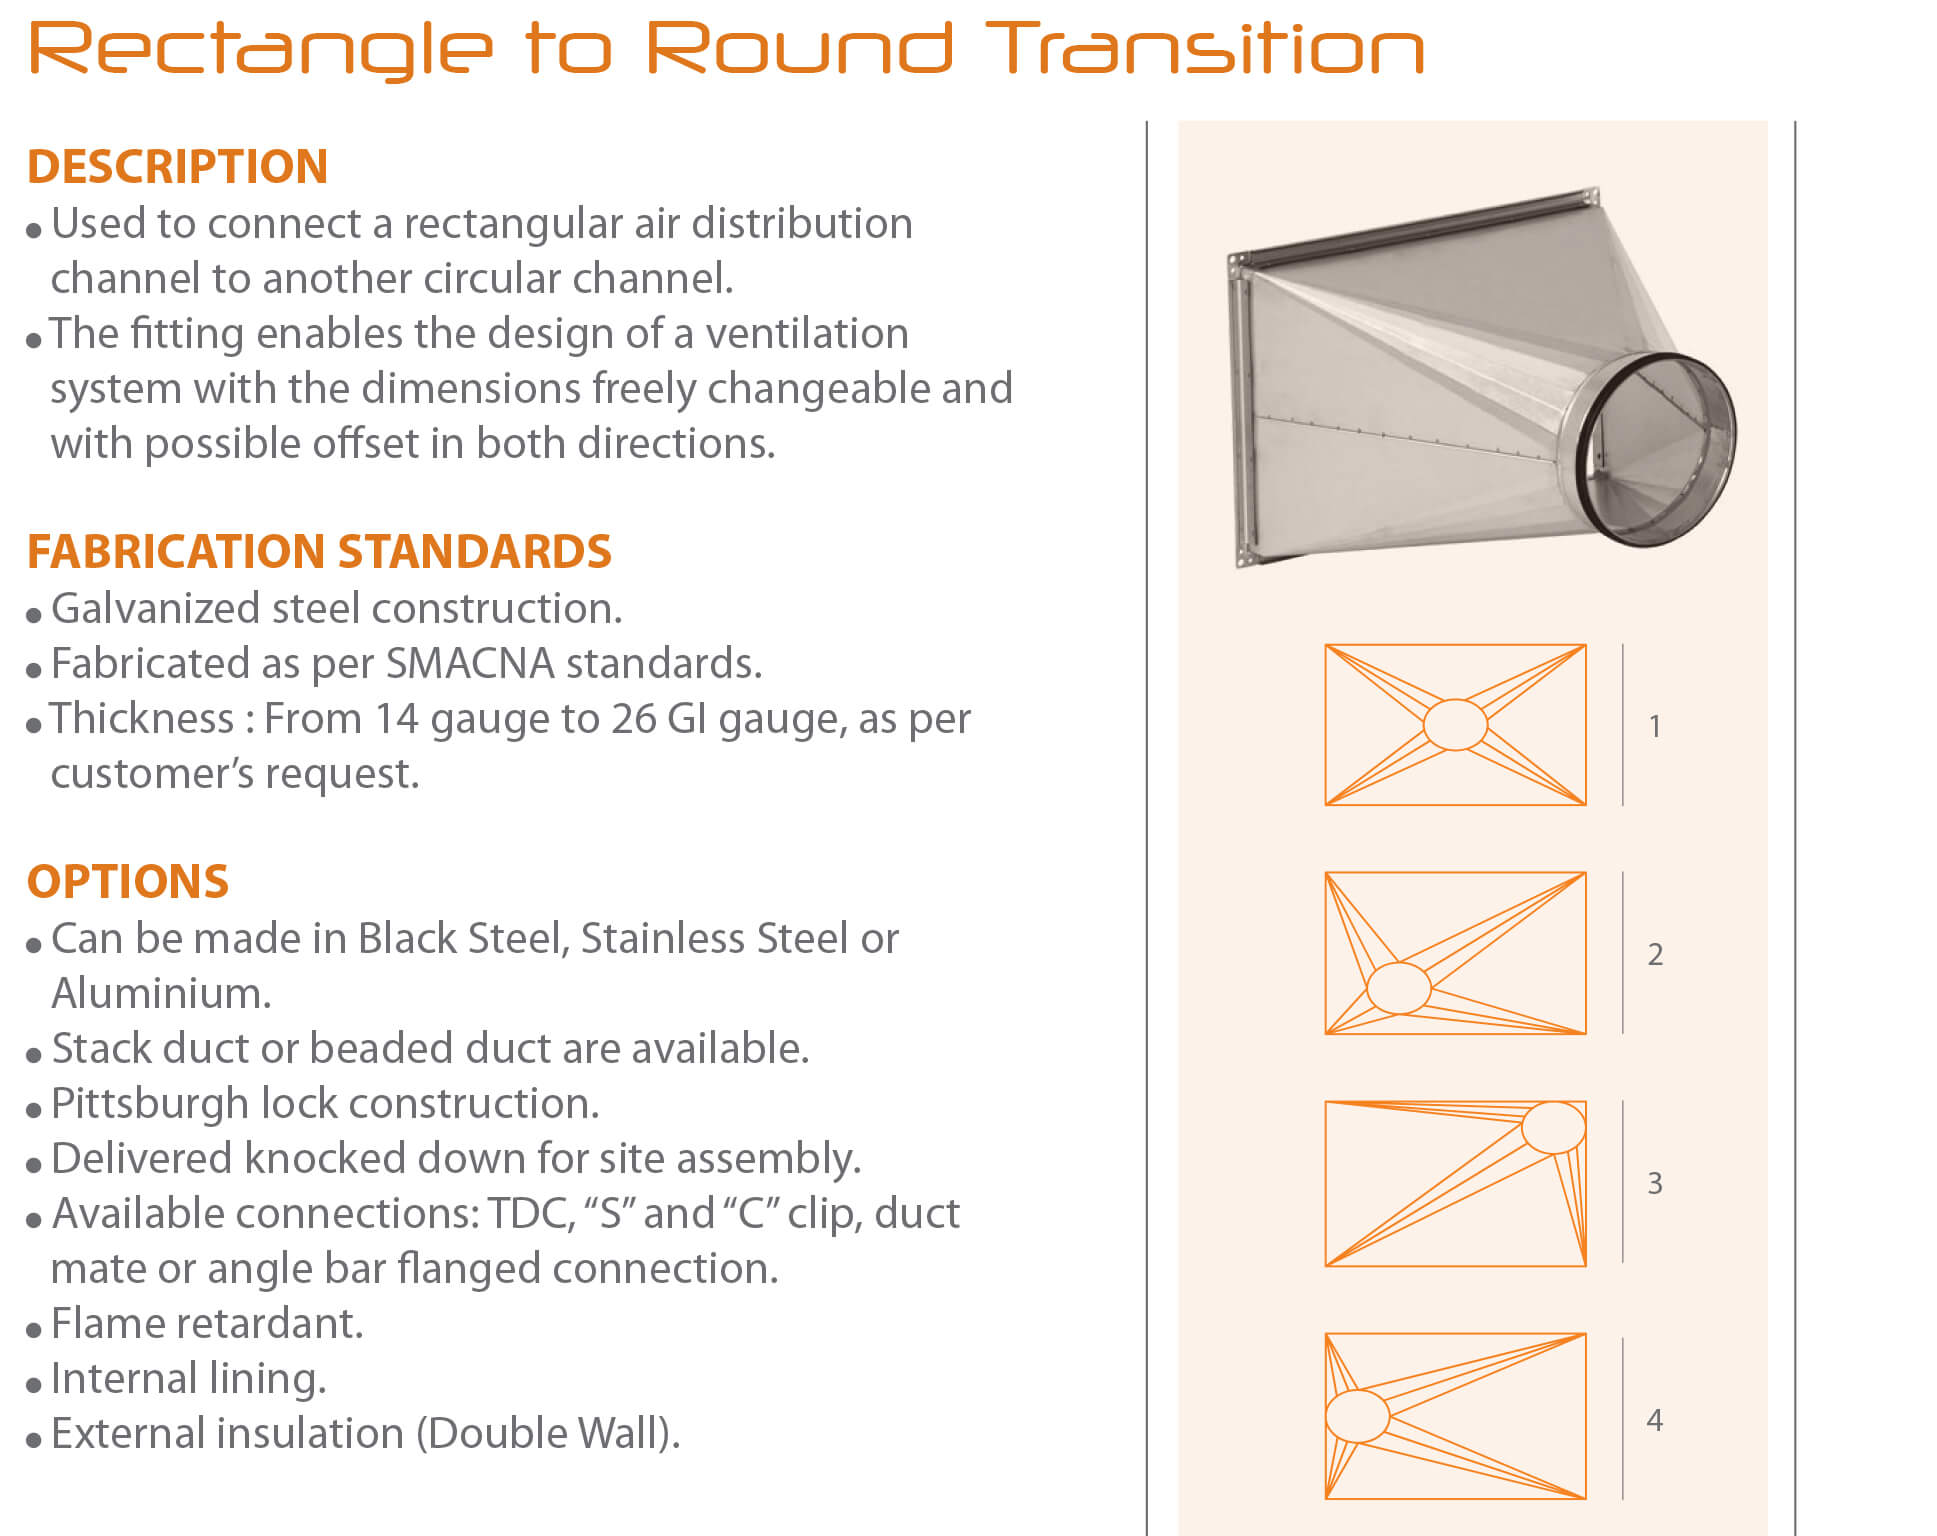 Rectangle to Round Transition
DESCRIPTION
• Used to connect a rectangular air distribution
channel to another circular channel.
• The fitting enables the design of a ventilation
system with the dimensions freely changeable and
with possible offset in both directions.
FABRICATION STANDARDS
• Galvanized steel construction.
• Fabricated as per SMACNA standards.
• Thickness : From 14 gauge to 26 GI gauge, as per
customer’s request.
OPTIONS
• Can be made in Black Steel, Stainless Steel or
Aluminium.
• Stack duct or beaded duct are available.
• Pittsburgh lock construction.
• Delivered knocked down for site assembly.
• Available connections: TDC, “S” and “C” clip, duct
mate or angle bar flanged connection.
• Flame retardant.
• Internal lining.
• External insulation (Double Wall).
1
2
3
4